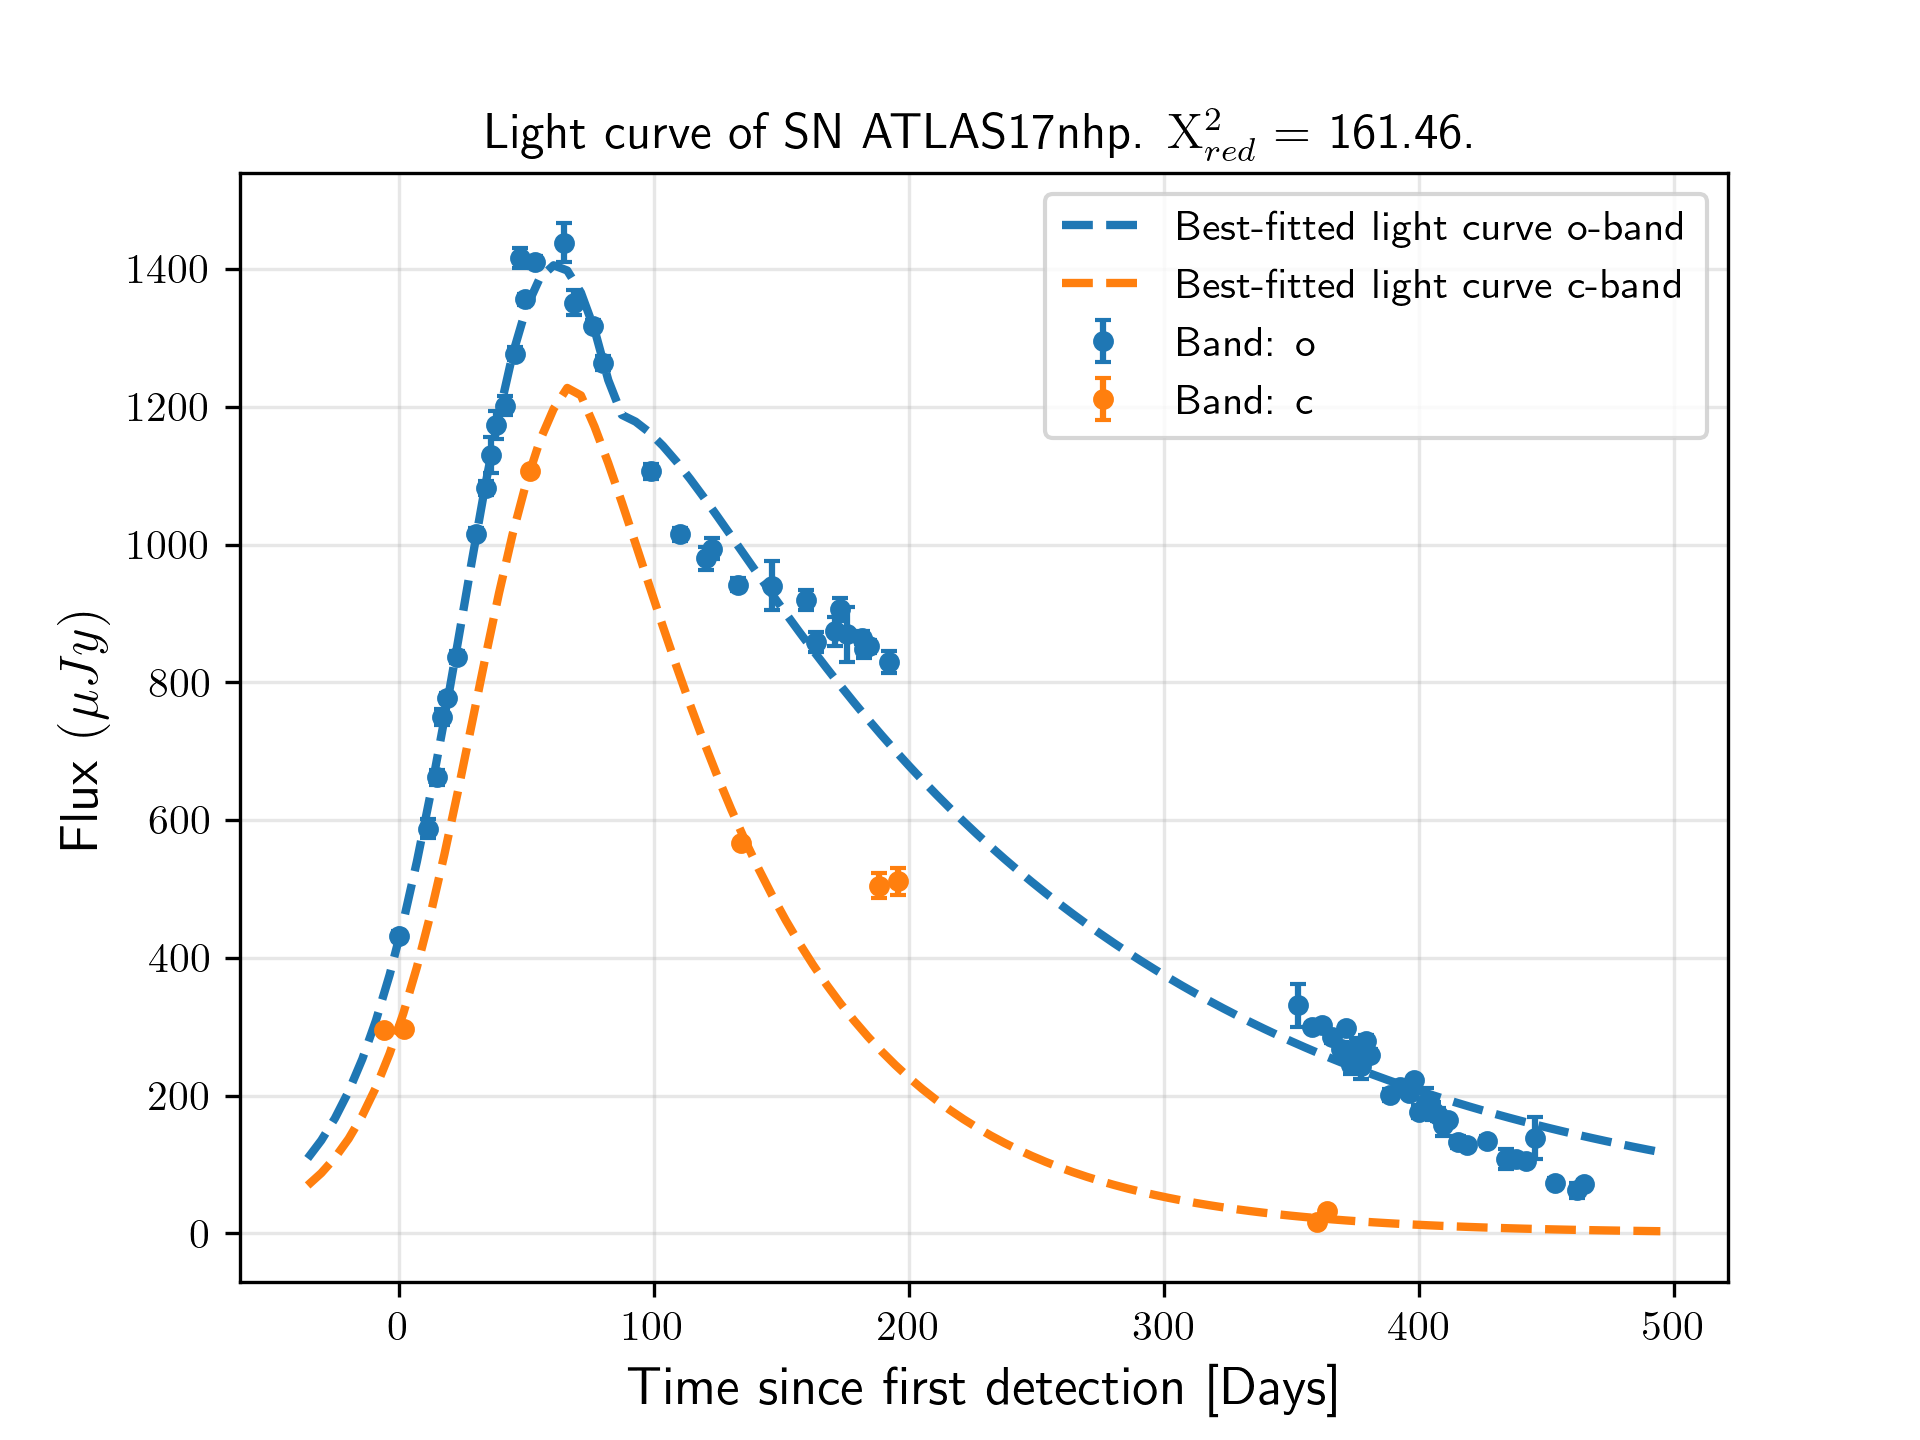 Light curve of SN ATLAS17nhp. Χ²_red = 161.46.
Best-fitted light curve o-band
Best-fitted light curve c-band
Band: o
Band: c
Flux (μJy)
1400
1200
1000
800
600
400
200
0
0 100 200 300 400 500
Time since first detection [Days]